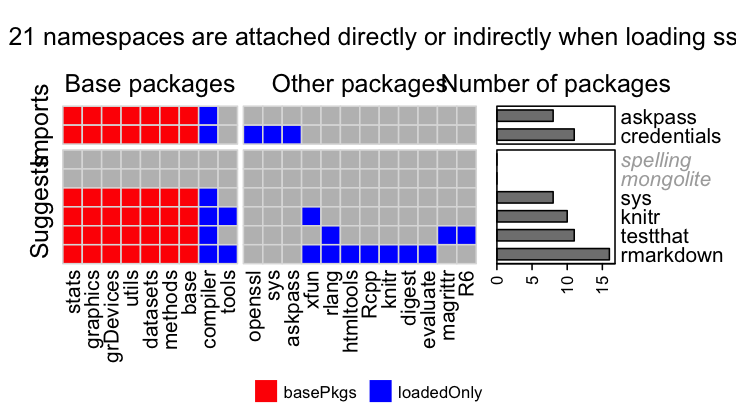 21 namespaces are attached directly or indirectly when loading ss
Base packages
Other packages
Number of packages
Imports
Suggests
askpass
credentials
spelling
mongolite
sys
knitr
testthat
rmarkdown
0
5
10
15
stats
graphics
grDevices
utils
datasets
methods
base
compiler
tools
openssl
sys
askpass
xfun
rlang
htmltools
Rcpp
knitr
digest
evaluate
magrittr
R6
basePkgs
loadedOnly